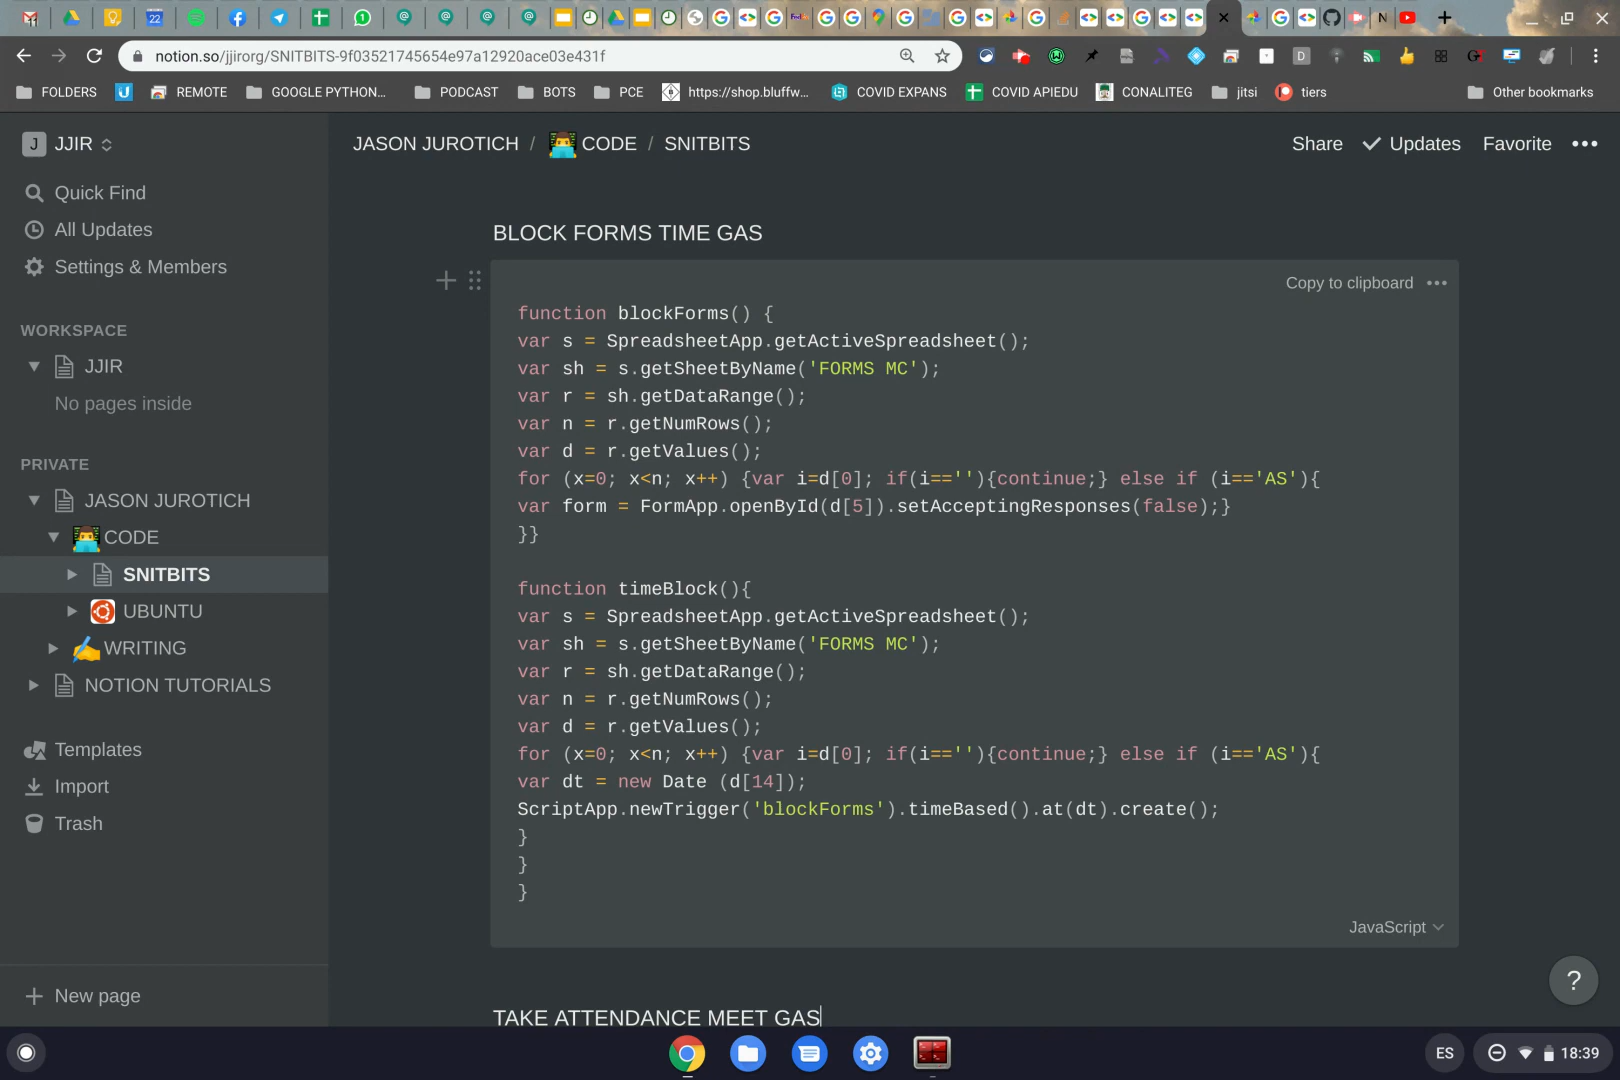 22
1
FedEx
N
notion.so/jjirorg/SNITBITS-9f03521745654e97a12920ace03e431f
D
FOLDERS
REMOTE
GOOGLE PYTHON...
PODCAST
BOTS
PCE
https://shop.bluffw...
COVID EXPANS
COVID APIEDU
CONALITEG
jitsi
tiers
Other bookmarks
J JJIR
JASON JUROTICH / CODE / SNITBITS
Share
Updates
Favorite
Quick Find
All Updates
Settings & Members
WORKSPACE
JJIR
No pages inside
PRIVATE
JASON JUROTICH
CODE
SNITBITS
UBUNTU
WRITING
NOTION TUTORIALS
Templates
Import
Trash
New page
BLOCK FORMS TIME GAS
Copy to clipboard
function blockForms() {
var s = SpreadsheetApp.getActiveSpreadsheet();
var sh = s.getSheetByName('FORMS MC');
var r = sh.getDataRange();
var n = r.getNumRows();
var d = r.getValues();
for (x=0; x<n; x++) {var i=d[0]; if(i==''){continue;} else if (i=='AS'){
var form = FormApp.openById(d[5]).setAcceptingResponses(false);}
}}
function timeBlock(){
var s = SpreadsheetApp.getActiveSpreadsheet();
var sh = s.getSheetByName('FORMS MC');
var r = sh.getDataRange();
var n = r.getNumRows();
var d = r.getValues();
for (x=0; x<n; x++) {var i=d[0]; if(i==''){continue;} else if (i=='AS'){
var dt = new Date (d[14]);
ScriptApp.newTrigger('blockForms').timeBased().at(dt).create();
}
}
}
JavaScript
?
TAKE ATTENDANCE MEET GAS
ES
18:39